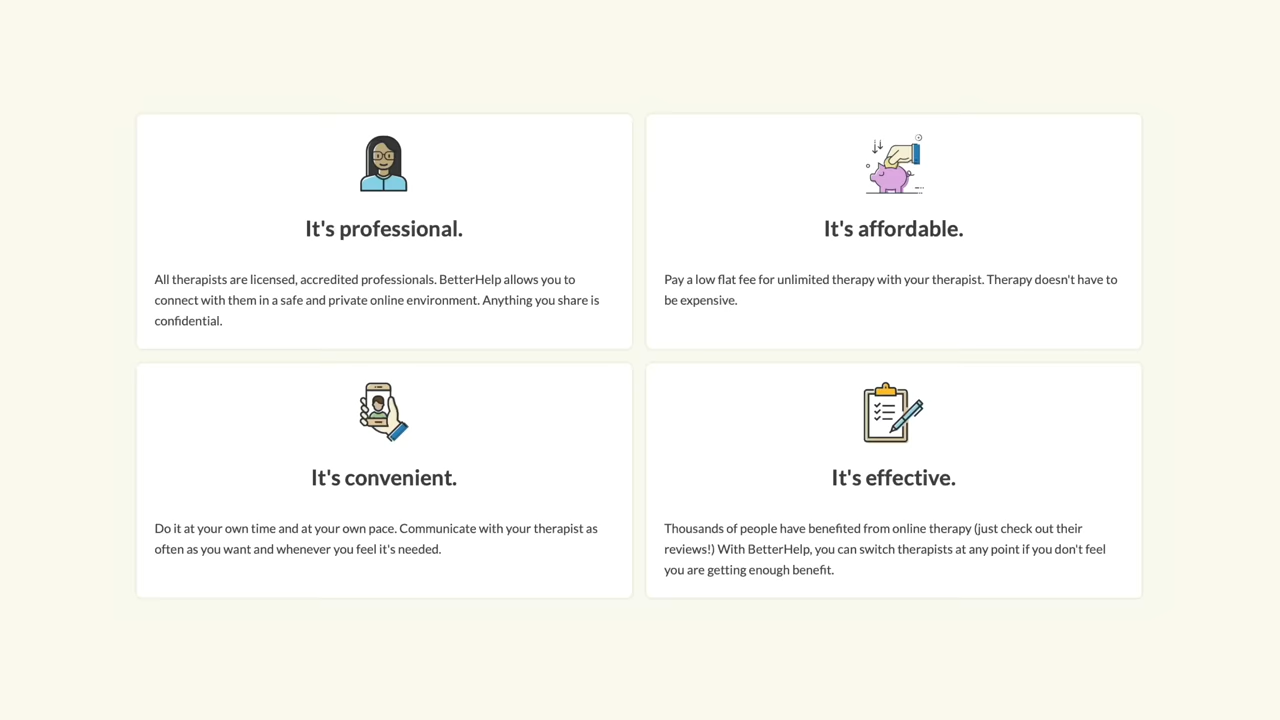 It's professional.
All therapists are licensed, accredited professionals. BetterHelp allows you to
connect with them in a safe and private online environment. Anything you share is
confidential.
It's affordable.
Pay a low flat fee for unlimited therapy with your therapist. Therapy doesn't have to
be expensive.
It's convenient.
Do it at your own time and at your own pace. Communicate with your therapist as
often as you want and whenever you feel it's needed.
It's effective.
Thousands of people have benefited from online therapy (just check out their
reviews!) With BetterHelp, you can switch therapists at any point if you don't feel
you are getting enough benefit.